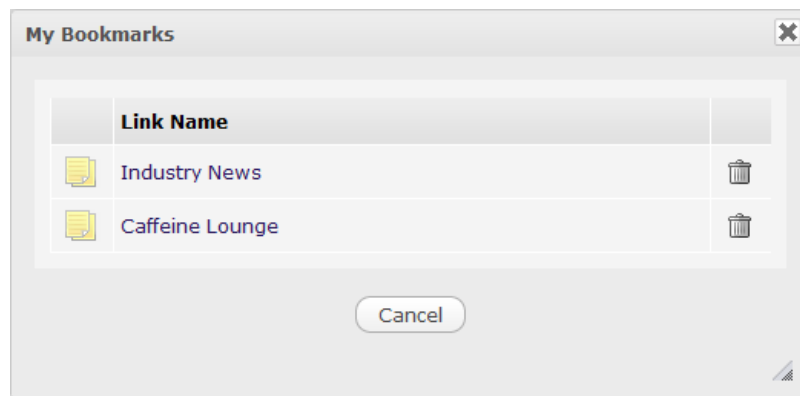 My Bookmarks
Link Name
Industry News
Caffeine Lounge
Cancel